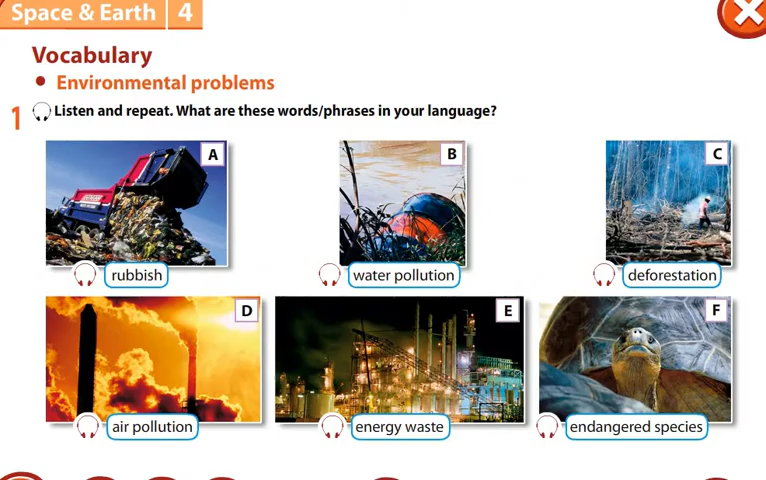 Space & Earth 4
Vocabulary
• Environmental problems
1 Listen and repeat. What are these words/phrases in your language?
A
B
C
rubbish
water pollution
deforestation
D
E
F
air pollution
energy waste
endangered species